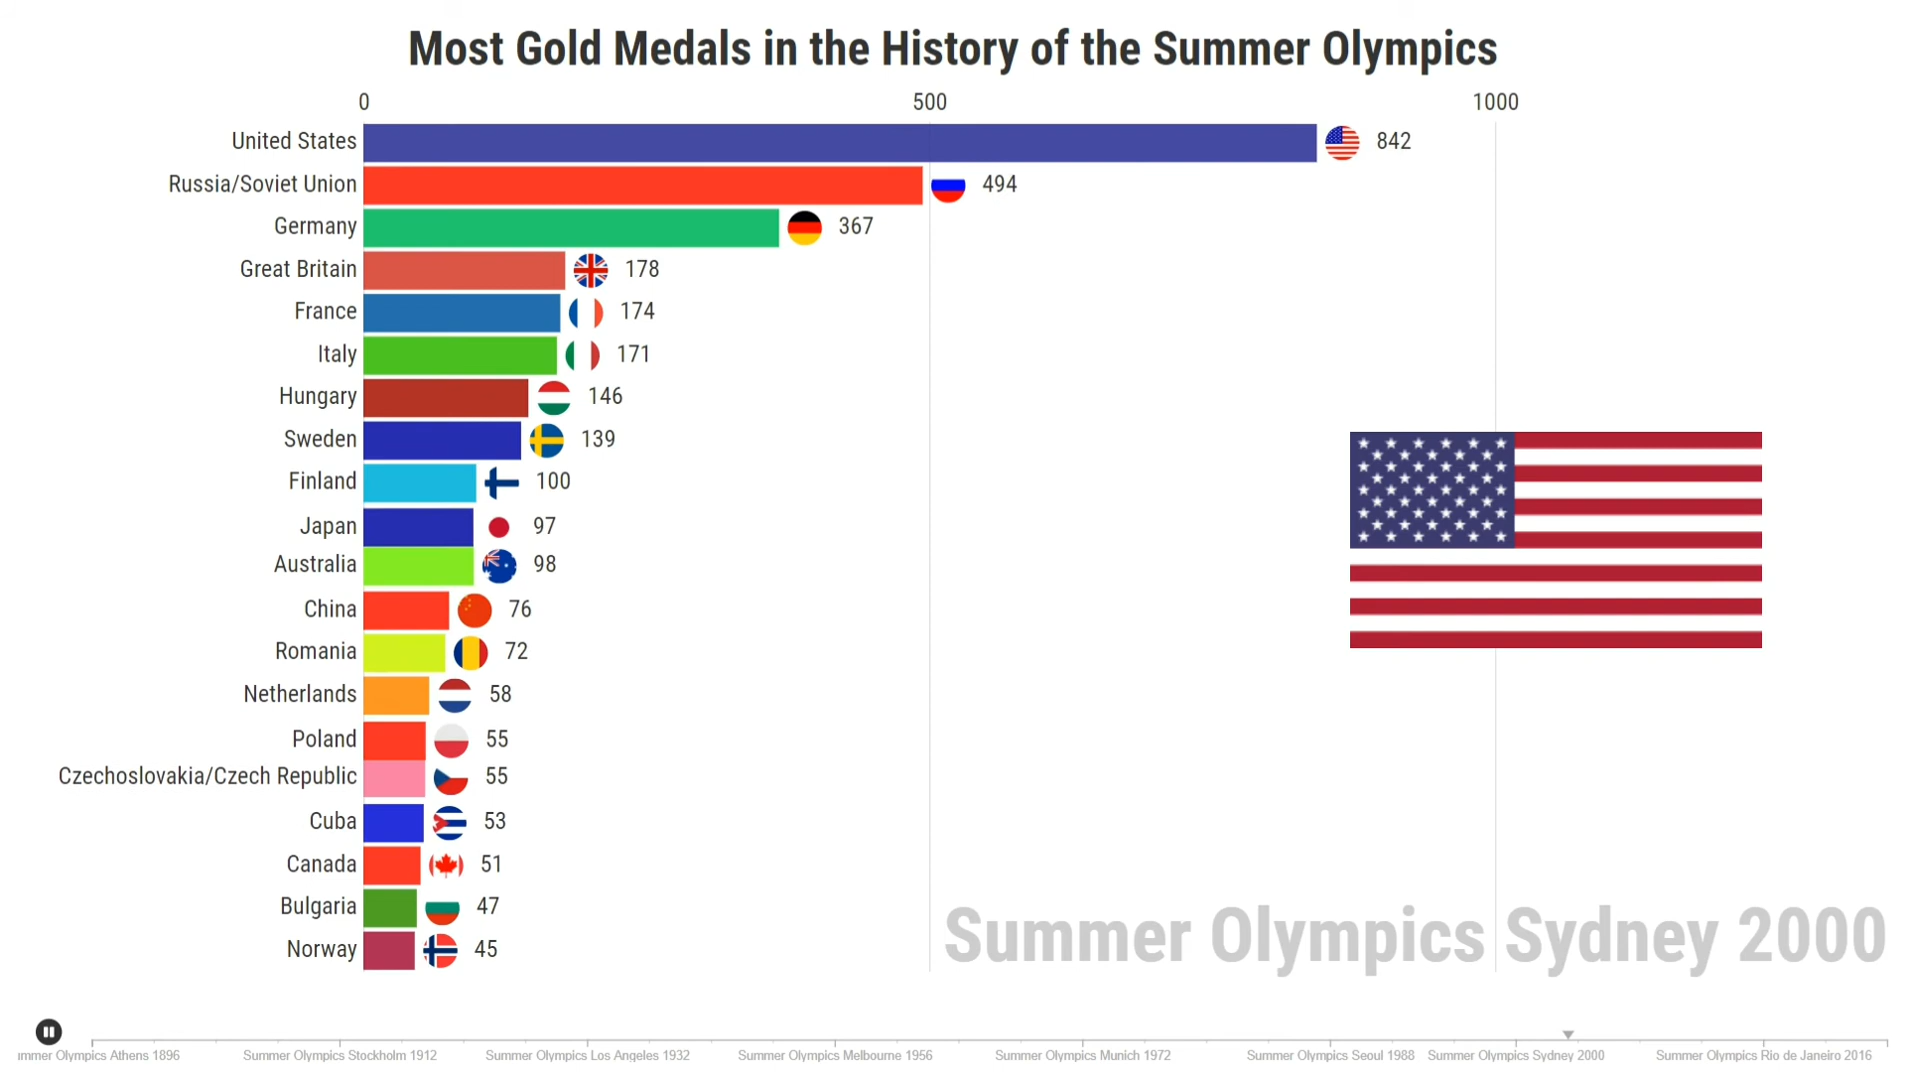 Most Gold Medals in the History of the Summer Olympics
0 500 1000
United States 842
Russia/Soviet Union 494
Germany 367
Great Britain 178
France 174
Italy 171
Hungary 146
Sweden 139
Finland 100
Japan 97
Australia 98
China 76
Romania 72
Netherlands 58
Poland 55
Czechoslovakia/Czech Republic 55
Cuba 53
Canada 51
Bulgaria 47
Norway 45
Summer Olympics Sydney 2000
mmer Olympics Athens 1896 Summer Olympics Stockholm 1912 Summer Olympics Los Angeles 1932 Summer Olympics Melbourne 1956 Summer Olympics Munich 1972 Summer Olympics Seoul 1988 Summer Olympics Sydney 2000 Summer Olympics Rio de Janeiro 2016